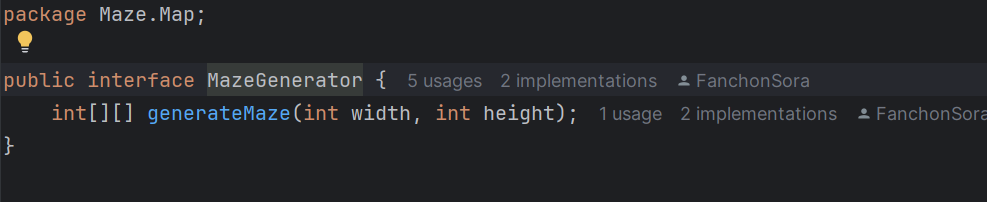 package Maze.Map;
public interface MazeGenerator { 5 usages 2 implementations FanchonSora
int[][] generateMaze(int width, int height); 1 usage 2 implementations FanchonSora
}